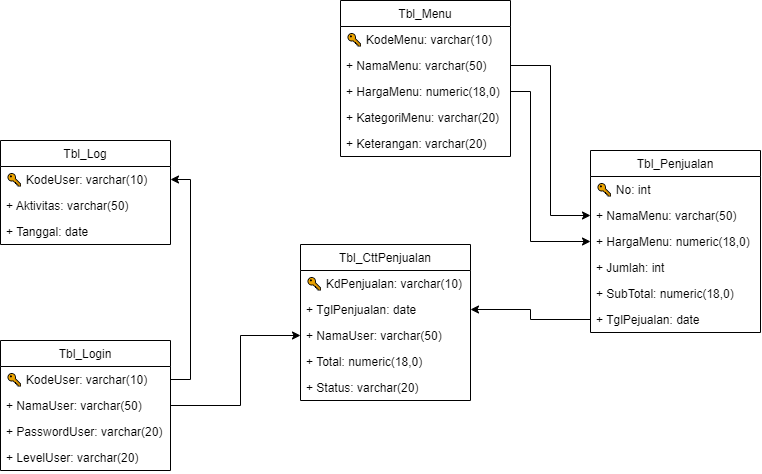 Tbl_Menu
KodeMenu: varchar(10)
+ NamaMenu: varchar(50)
+ HargaMenu: numeric(18,0)
+ KategoriMenu: varchar(20)
+ Keterangan: varchar(20)
Tbl_Log
KodeUser: varchar(10)
+ Aktivitas: varchar(50)
+ Tanggal: date
Tbl_Penjualan
No: int
+ NamaMenu: varchar(50)
+ HargaMenu: numeric(18,0)
+ Jumlah: int
+ SubTotal: numeric(18,0)
+ TglPejualan: date
Tbl_CttPenjualan
KdPenjualan: varchar(10)
+ TglPenjualan: date
+ NamaUser: varchar(50)
+ Total: numeric(18,0)
+ Status: varchar(20)
Tbl_Login
KodeUser: varchar(10)
+ NamaUser: varchar(50)
+ PasswordUser: varchar(20)
+ LevelUser: varchar(20)